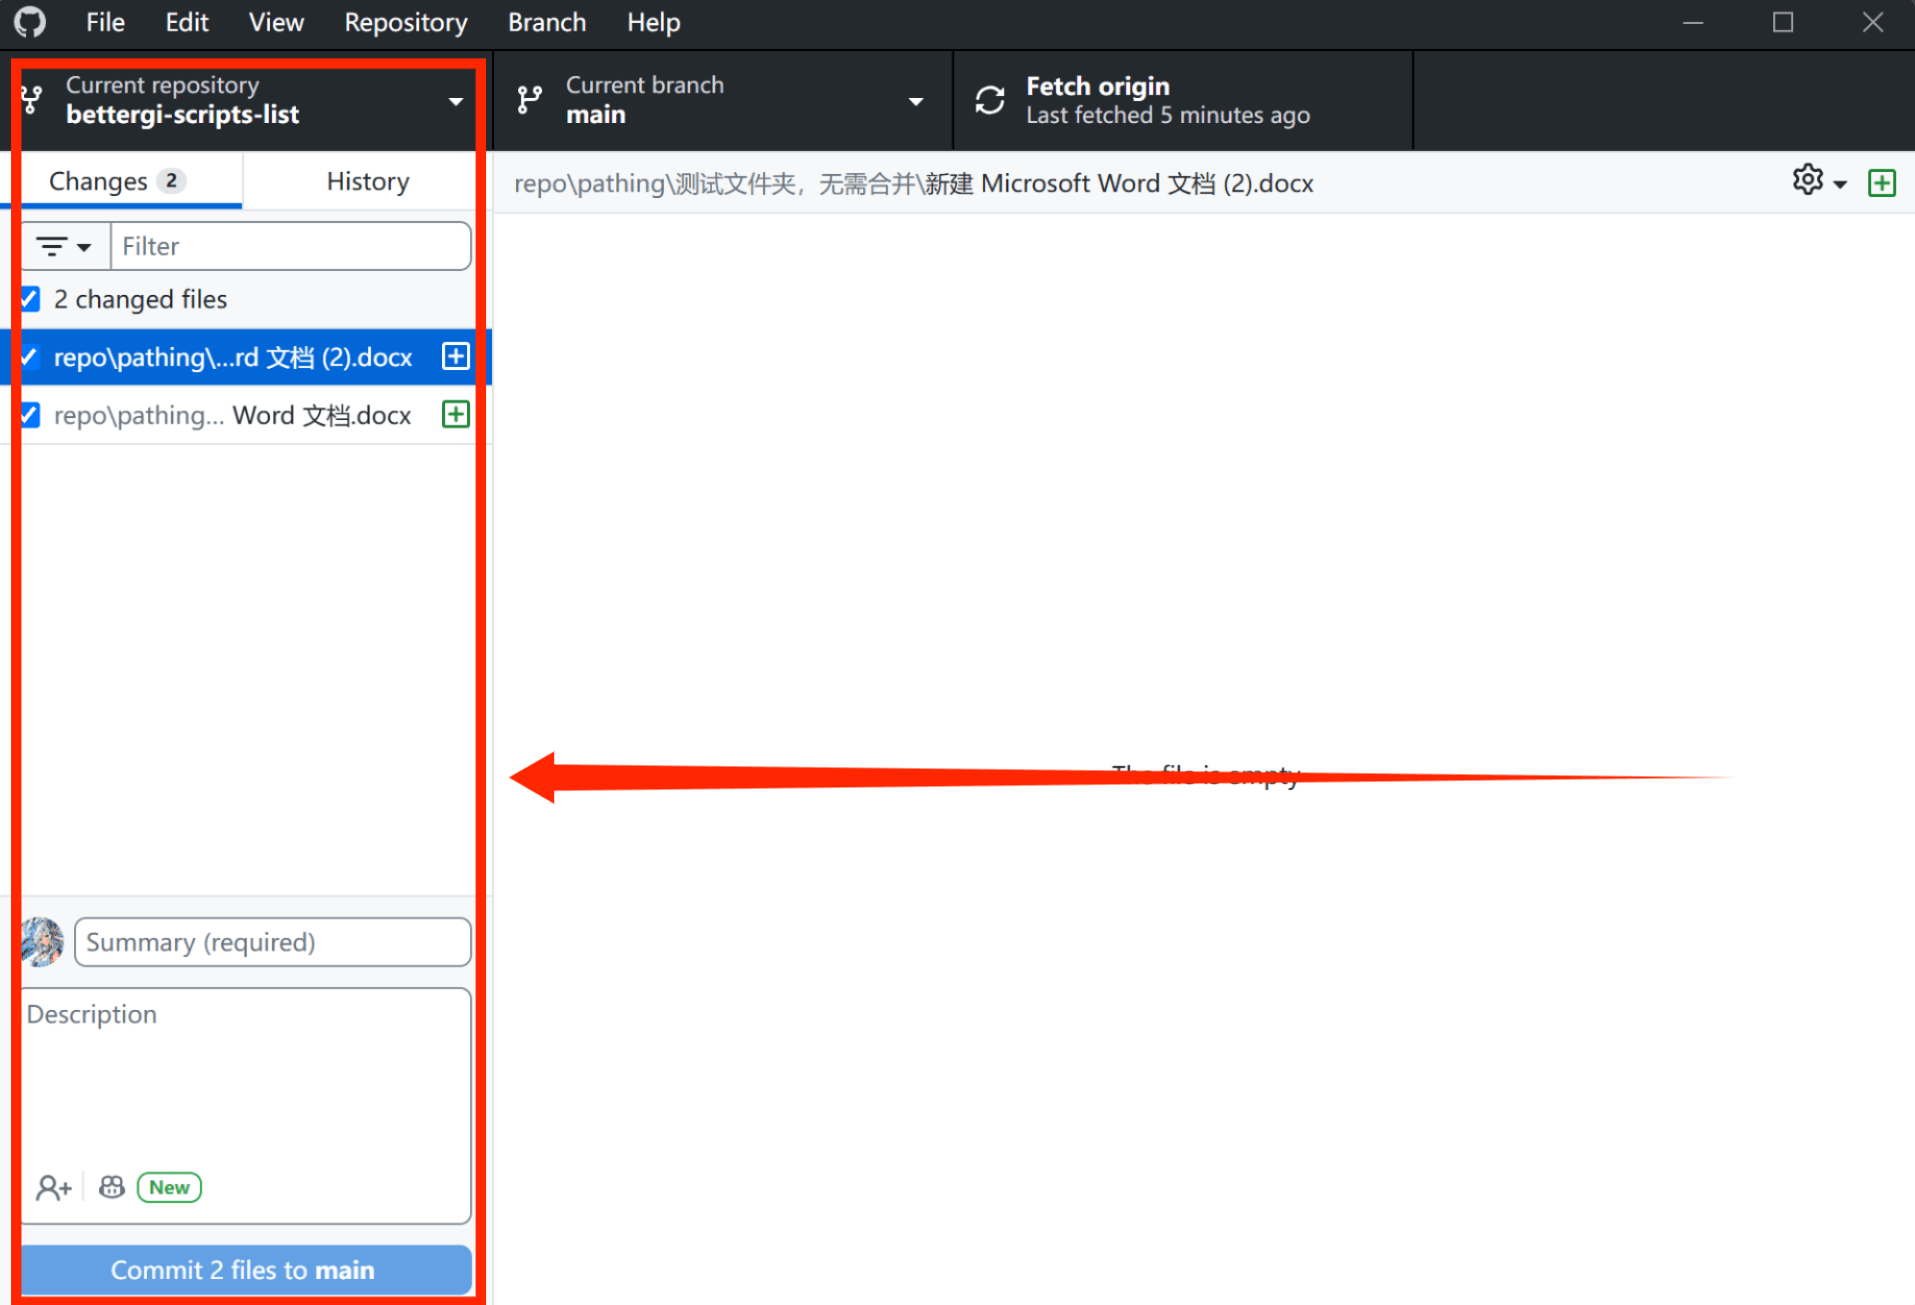 File Edit View Repository Branch Help
Current repository
bettergi-scripts-list
Current branch
main
Fetch origin
Last fetched 5 minutes ago
Changes 2
History
repo\pathing\测试文件夹，无需合并\新建 Microsoft Word 文档 (2).docx
Filter
2 changed files
repo\pathing\...rd 文档 (2).docx
repo\pathing... Word 文档.docx
The file is empty
Summary (required)
Description
New
Commit 2 files to main